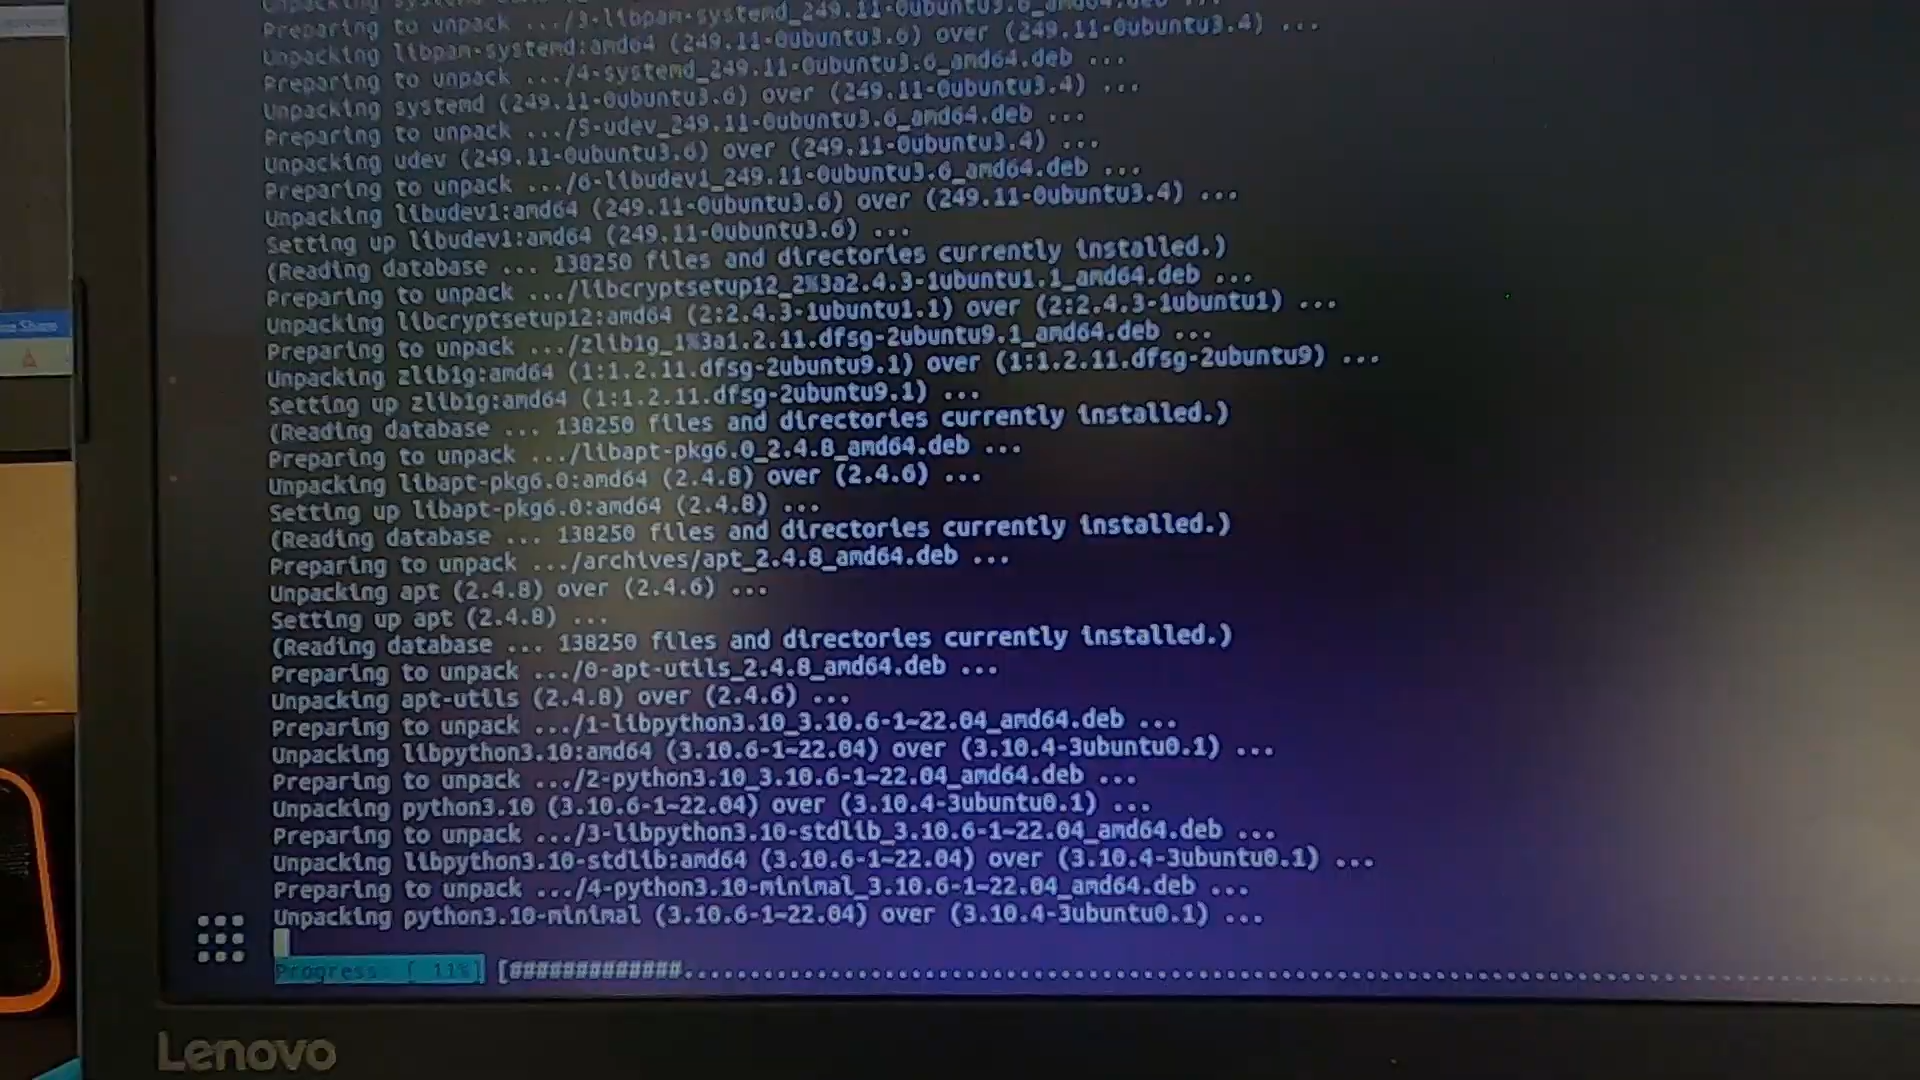 Preparing to unpack .../3-libpam-systemd_249.11-0ubuntu3.6_amd64.deb ...
Unpacking libpam-systemd:amd64 (249.11-0ubuntu3.6) over (249.11-0ubuntu3.4) ...
Preparing to unpack .../4-systemd_249.11-0ubuntu3.6_amd64.deb ...
Unpacking systemd (249.11-0ubuntu3.6) over (249.11-0ubuntu3.4) ...
Preparing to unpack .../5-udev_249.11-0ubuntu3.6_amd64.deb ...
Unpacking udev (249.11-0ubuntu3.6) over (249.11-0ubuntu3.4) ...
Preparing to unpack .../6-libudev1_249.11-0ubuntu3.6_amd64.deb ...
Unpacking libudev1:amd64 (249.11-0ubuntu3.6) over (249.11-0ubuntu3.4) ...
Setting up libudev1:amd64 (249.11-0ubuntu3.6) ...
(Reading database ... 138250 files and directories currently installed.)
Preparing to unpack .../libcryptsetup12_2%3a2.4.3-1ubuntu1.1_amd64.deb ...
Unpacking libcryptsetup12:amd64 (2:2.4.3-1ubuntu1.1) over (2:2.4.3-1ubuntu1) ...
Preparing to unpack .../zlib1g_1%3a1.2.11.dfsg-2ubuntu9.1_amd64.deb ...
Unpacking zlib1g:amd64 (1:1.2.11.dfsg-2ubuntu9.1) over (1:1.2.11.dfsg-2ubuntu9) ...
Setting up zlib1g:amd64 (1:1.2.11.dfsg-2ubuntu9.1) ...
(Reading database ... 138250 files and directories currently installed.)
Preparing to unpack .../libapt-pkg6.0_2.4.8_amd64.deb ...
Unpacking libapt-pkg6.0:amd64 (2.4.8) over (2.4.6) ...
Setting up libapt-pkg6.0:amd64 (2.4.8) ...
(Reading database ... 138250 files and directories currently installed.)
Preparing to unpack .../archives/apt_2.4.8_amd64.deb ...
Unpacking apt (2.4.8) over (2.4.6) ...
Setting up apt (2.4.8) ...
(Reading database ... 138250 files and directories currently installed.)
Preparing to unpack .../0-apt-utils_2.4.8_amd64.deb ...
Unpacking apt-utils (2.4.8) over (2.4.6) ...
Preparing to unpack .../1-libpython3.10_3.10.6-1~22.04_amd64.deb ...
Unpacking libpython3.10:amd64 (3.10.6-1~22.04) over (3.10.4-3ubuntu0.1) ...
Preparing to unpack .../2-python3.10_3.10.6-1~22.04_amd64.deb ...
Unpacking python3.10 (3.10.6-1~22.04) over (3.10.4-3ubuntu0.1) ...
Preparing to unpack .../3-libpython3.10-stdlib_3.10.6-1~22.04_amd64.deb ...
Unpacking libpython3.10-stdlib:amd64 (3.10.6-1~22.04) over (3.10.4-3ubuntu0.1) ...
Preparing to unpack .../4-python3.10-minimal_3.10.6-1~22.04_amd64.deb ...
Unpacking python3.10-minimal (3.10.6-1~22.04) over (3.10.4-3ubuntu0.1) ...
Progress: [ 11%] [#############..........
Lenovo